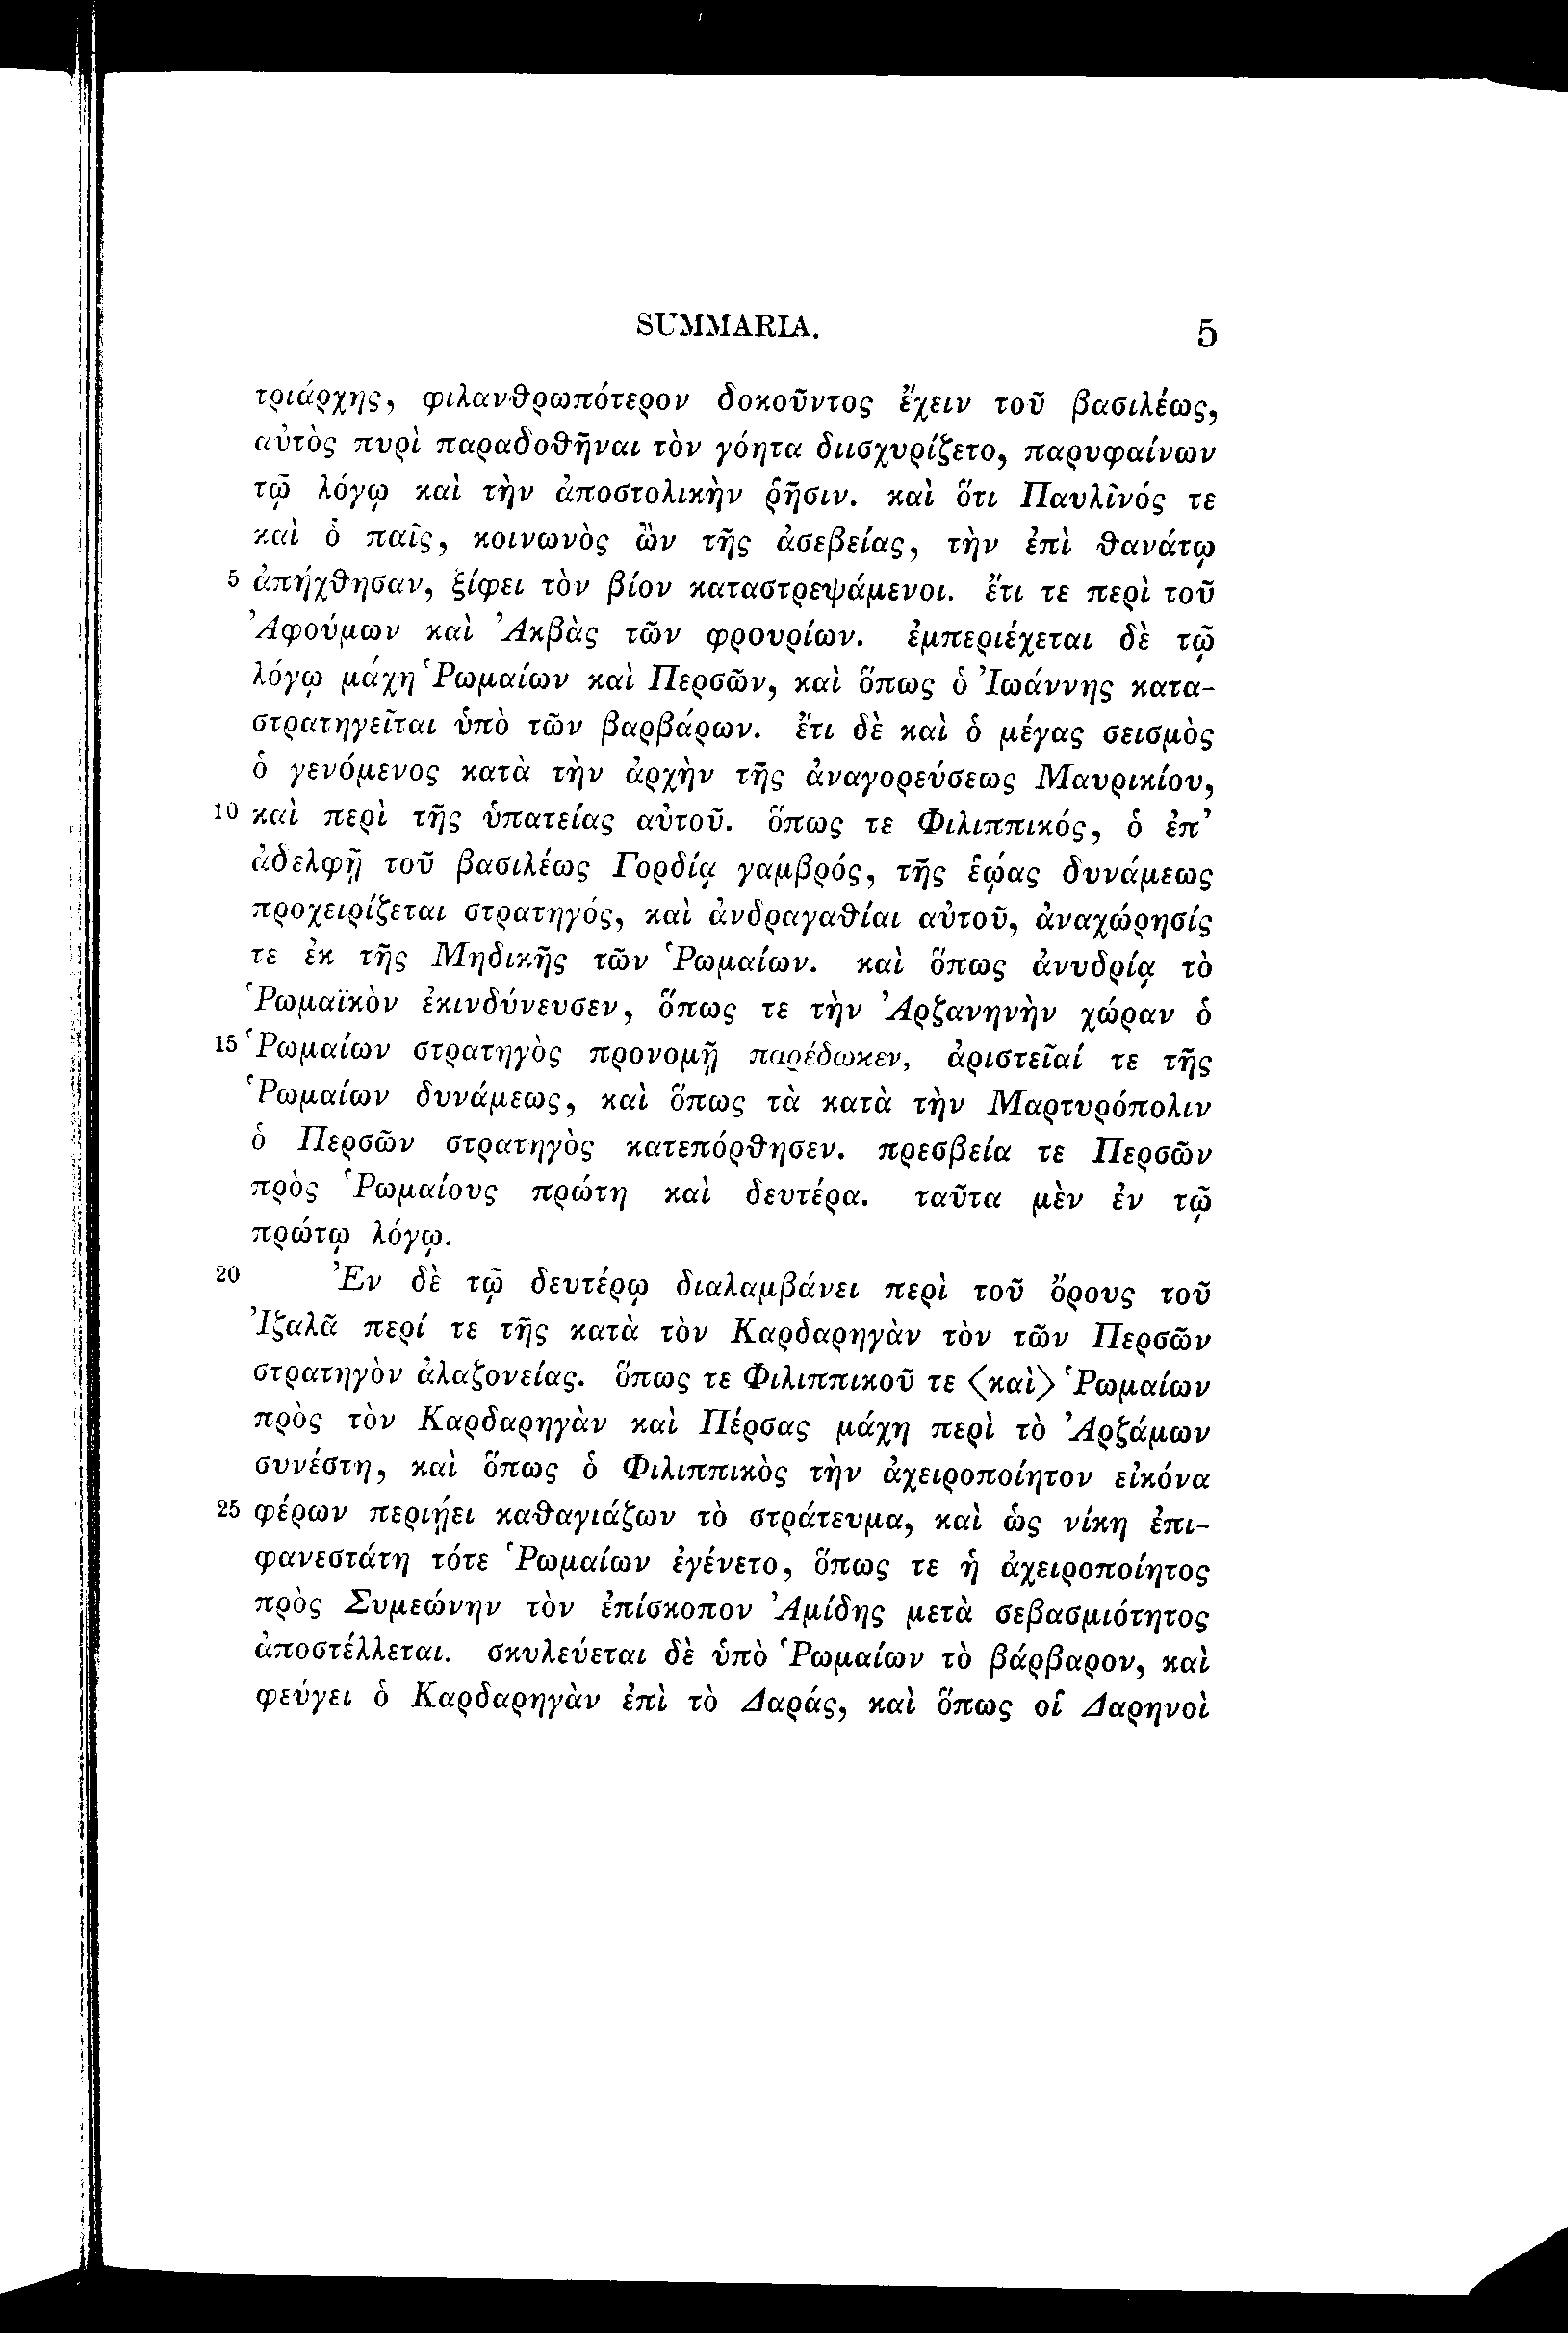 SUMMARIA. 5
τριάρχης, φιλανθρωπότερον δοκοῦντος ἔχειν τοῦ βασιλέως,
αὐτὸς πυρὶ παραδοθῆναι τὸν γόητα διισχυρίζετο, παρυφαίνων
τῷ λόγῳ καὶ τὴν ἀποστολικὴν ῥῆσιν. καὶ ὅτι Παυλῖνός τε
καὶ ὁ παῖς, κοινωνὸς ὢν τῆς ἀσεβείας, τὴν ἐπὶ θανάτῳ
5 ἀπήχθησαν, ξίφει τὸν βίον καταστρεψάμενοι. ἔτι τε περὶ τοῦ
Ἀφούμων καὶ Ἀκβὰς τῶν φρουρίων. ἐμπεριέχεται δὲ τῷ
λόγῳ μάχη Ῥωμαίων καὶ Περσῶν, καὶ ὅπως ὁ Ἰωάννης κατα-
στρατηγεῖται ὑπὸ τῶν βαρβάρων. ἔτι δὲ καὶ ὁ μέγας σεισμὸς
ὁ γενόμενος κατὰ τὴν ἀρχὴν τῆς ἀναγορεύσεως Μαυρικίου,
10 καὶ περὶ τῆς ὑπατείας αὐτοῦ. ὅπως τε Φιλιππικός, ὁ ἐπ’
ἀδελφῇ τοῦ βασιλέως Γορδίᾳ γαμβρός, τῆς ἑῴας δυνάμεως
προχειρίζεται στρατηγός, καὶ ἀνδραγαθίαι αὐτοῦ, ἀναχώρησίς
τε ἐκ τῆς Μηδικῆς τῶν Ῥωμαίων. καὶ ὅπως ἀνυδρίᾳ τὸ
Ῥωμαϊκὸν ἐκινδύνευσεν, ὅπως τε τὴν Ἀρζανηνὴν χώραν ὁ
15 Ῥωμαίων στρατηγὸς προνομῇ παρέδωκεν, ἀριστεῖαί τε τῆς
Ῥωμαίων δυνάμεως, καὶ ὅπως τὰ κατὰ τὴν Μαρτυρόπολιν
ὁ Περσῶν στρατηγὸς κατεπόρθησεν. πρεσβεία τε Περσῶν
πρὸς Ῥωμαίους πρώτη καὶ δευτέρα. ταῦτα μὲν ἐν τῷ
πρώτῳ λόγῳ.
20 Ἐν δὲ τῷ δευτέρῳ διαλαμβάνει περὶ τοῦ ὄρους τοῦ
Ἰζαλᾶ περί τε τῆς κατὰ τὸν Καρδαρηγὰν τὸν τῶν Περσῶν
στρατηγὸν ἀλαζονείας. ὅπως τε Φιλιππικοῦ τε ⟨καὶ⟩ Ῥωμαίων
πρὸς τὸν Καρδαρηγὰν καὶ Πέρσας μάχη περὶ τὸ Ἀρζάμων
συνέστη, καὶ ὅπως ὁ Φιλιππικὸς τὴν ἀχειροποίητον εἰκόνα
25 φέρων περιῄει καθαγιάζων τὸ στράτευμα, καὶ ὡς νίκη ἐπι-
φανεστάτη τότε Ῥωμαίων ἐγένετο, ὅπως τε ἡ ἀχειροποίητος
πρὸς Συμεώνην τὸν ἐπίσκοπον Ἀμίδης μετὰ σεβασμιότητος
ἀποστέλλεται. σκυλεύεται δὲ ὑπὸ Ῥωμαίων τὸ βάρβαρον, καὶ
φεύγει ὁ Καρδαρηγὰν ἐπὶ τὸ Δαράς, καὶ ὅπως οἱ Δαρηνοὶ